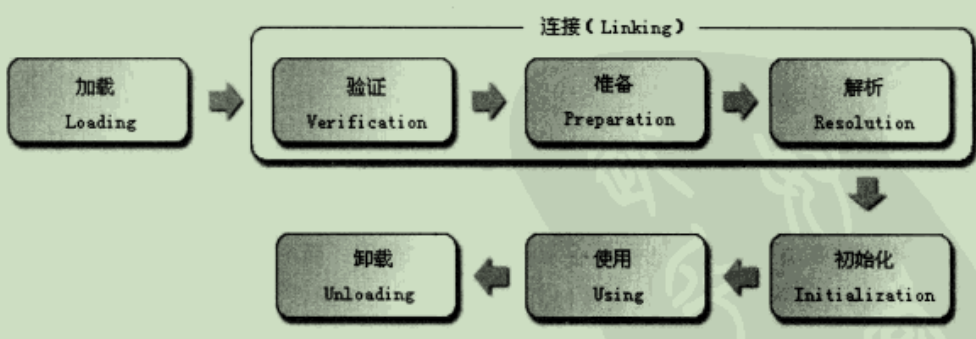 连接(Linking)
加载
Loading
验证
Verification
准备
Preparation
解析
Resolution
卸载
Unloading
使用
Using
初始化
Initialization